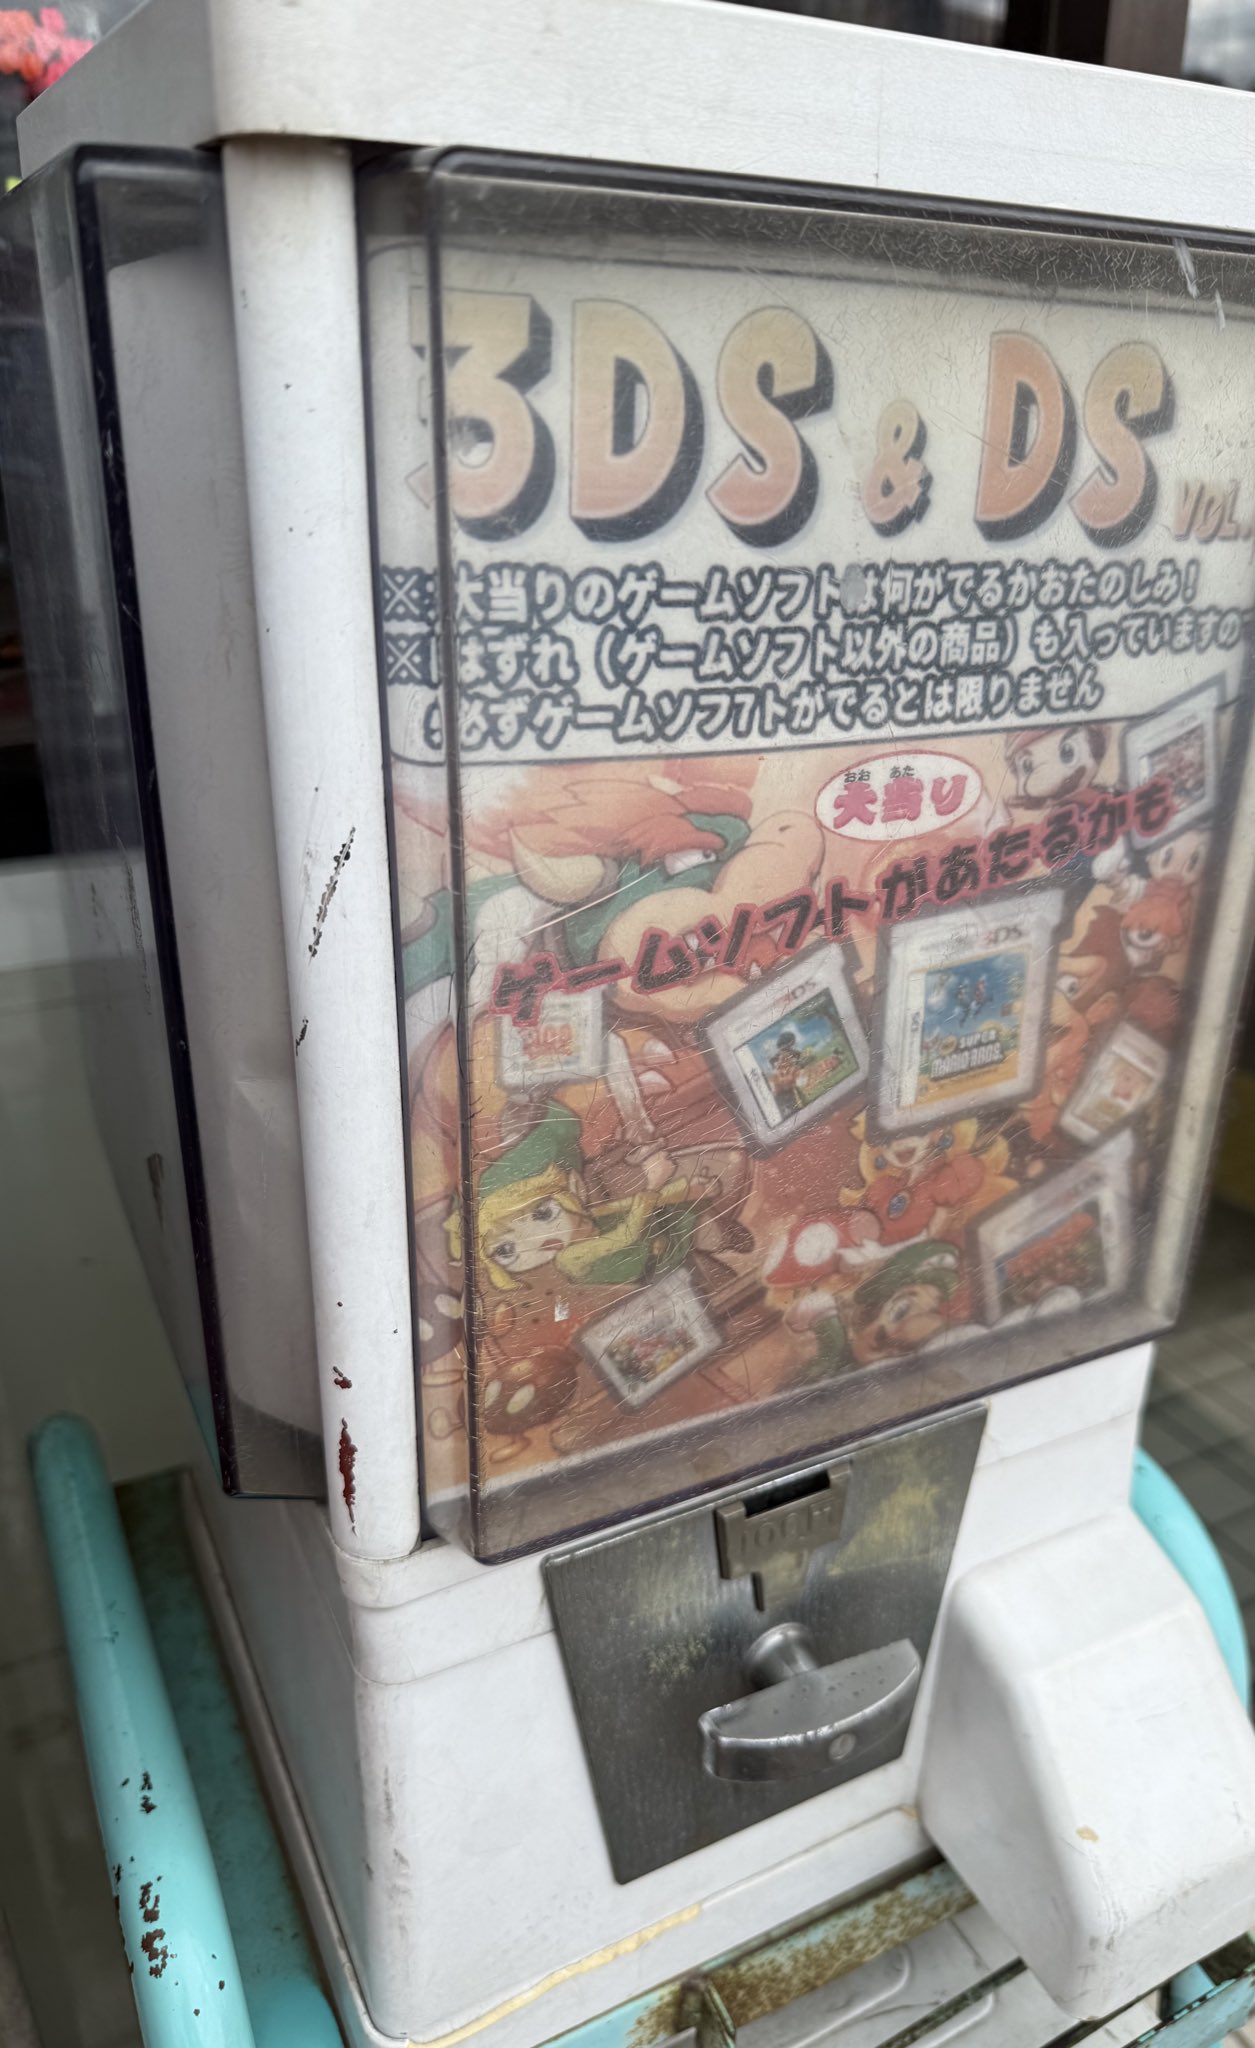 3DS & DS VOL.
※大当りのゲームソフトは何がでるかおたのしみ!
※はずれ(ゲームソフト以外の商品)も入っていますの
必ずゲームソフトがでるとは限りません
おお あた
大当り
ゲームソフトがあたるかも
3DS
3DS
SUPER
MARIO BROS.